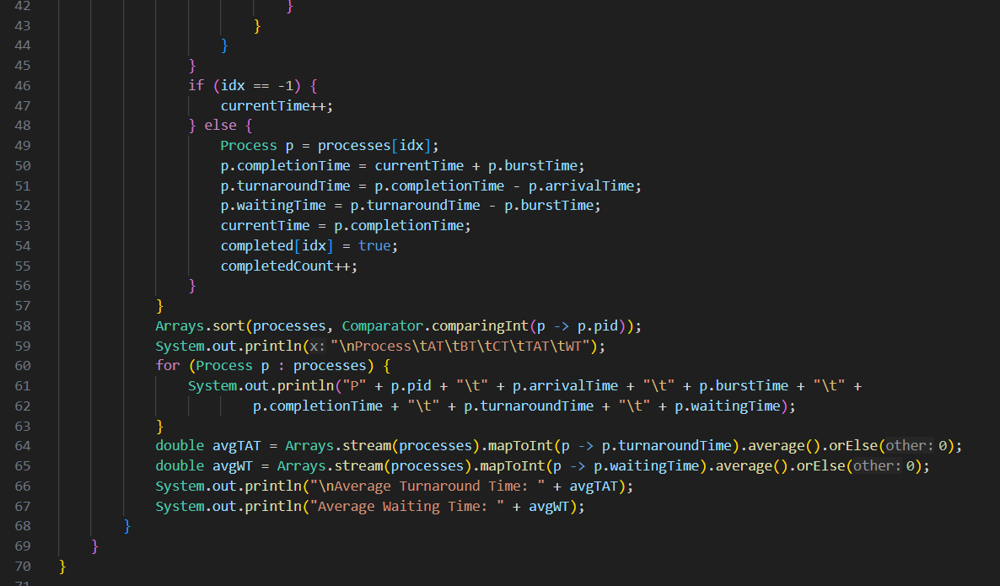 42                                 }
43                             }
44                         }
45                     }
46                     if (idx == -1) {
47                         currentTime++;
48                     } else {
49                         Process p = processes[idx];
50                         p.completionTime = currentTime + p.burstTime;
51                         p.turnaroundTime = p.completionTime - p.arrivalTime;
52                         p.waitingTime = p.turnaroundTime - p.burstTime;
53                         currentTime = p.completionTime;
54                         completed[idx] = true;
55                         completedCount++;
56                     }
57                 }
58                 Arrays.sort(processes, Comparator.comparingInt(p -> p.pid));
59                 System.out.println(x: "\nProcess\tAT\tBT\tCT\tTAT\tWT");
60                 for (Process p : processes) {
61                     System.out.println("P" + p.pid + "\t" + p.arrivalTime + "\t" + p.burstTime + "\t" +
62                             p.completionTime + "\t" + p.turnaroundTime + "\t" + p.waitingTime);
63                 }
64                 double avgTAT = Arrays.stream(processes).mapToInt(p -> p.turnaroundTime).average().orElse(other: 0);
65                 double avgWT = Arrays.stream(processes).mapToInt(p -> p.waitingTime).average().orElse(other: 0);
66                 System.out.println("\nAverage Turnaround Time: " + avgTAT);
67                 System.out.println("Average Waiting Time: " + avgWT);
68             }
69         }
70     }
71